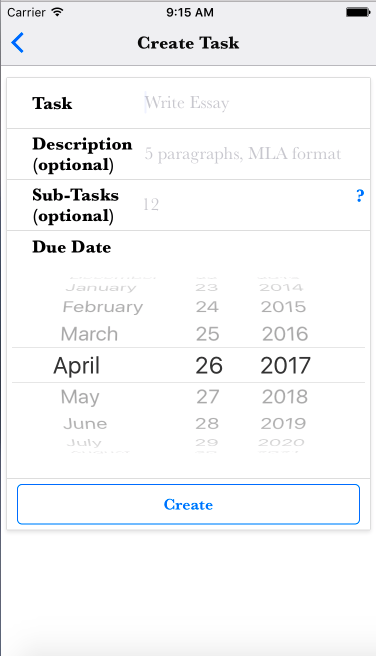 Carrier 9:15 AM
Create Task
Task Write Essay
Description
(optional) 5 paragraphs, MLA format
Sub-Tasks
(optional) 12 ?
Due Date
January 23 2014
February 24 2015
March 25 2016
April 26 2017
May 27 2018
June 28 2019
July 29 2020
Create